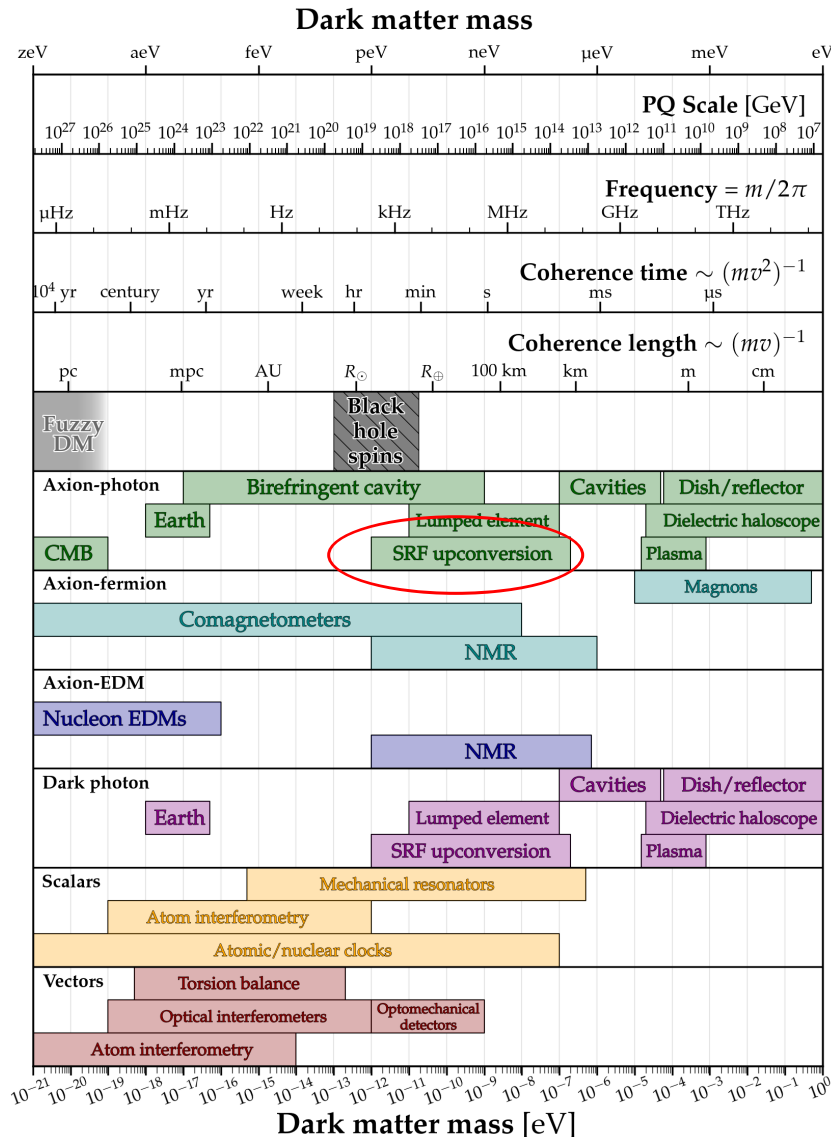 Dark matter mass
zeV aeV feV peV neV μeV meV eV
PQ Scale [GeV]
10^27 10^26 10^25 10^24 10^23 10^22 10^21 10^20 10^19 10^18 10^17 10^16 10^15 10^14 10^13 10^12 10^11 10^10 10^9 10^8 10^7
Frequency = m/2π
μHz mHz Hz kHz MHz GHz THz
Coherence time ∼ (mv²)⁻¹
10^4 yr century yr week hr min s ms μs
Coherence length ∼ (mv)⁻¹
pc mpc AU R☉ R⊕ 100 km km m cm
Fuzzy
DM
Black
hole
spins
Axion-photon
Birefringent cavity Cavities Dish/reflector
Earth Lumped element Dielectric haloscope
CMB SRF upconversion Plasma
Axion-fermion
Magnons
Comagnetometers
NMR
Axion-EDM
Nucleon EDMs
NMR
Dark photon
Cavities Dish/reflector
Earth Lumped element Dielectric haloscope
SRF upconversion Plasma
Scalars
Mechanical resonators
Atom interferometry
Atomic/nuclear clocks
Vectors
Torsion balance
Optical interferometers
Optomechanical
detectors
Atom interferometry
10^−21 10^−20 10^−19 10^−18 10^−17 10^−16 10^−15 10^−14 10^−13 10^−12 10^−11 10^−10 10^−9 10^−8 10^−7 10^−6 10^−5 10^−4 10^−3 10^−2 10^−1 10^0
Dark matter mass [eV]